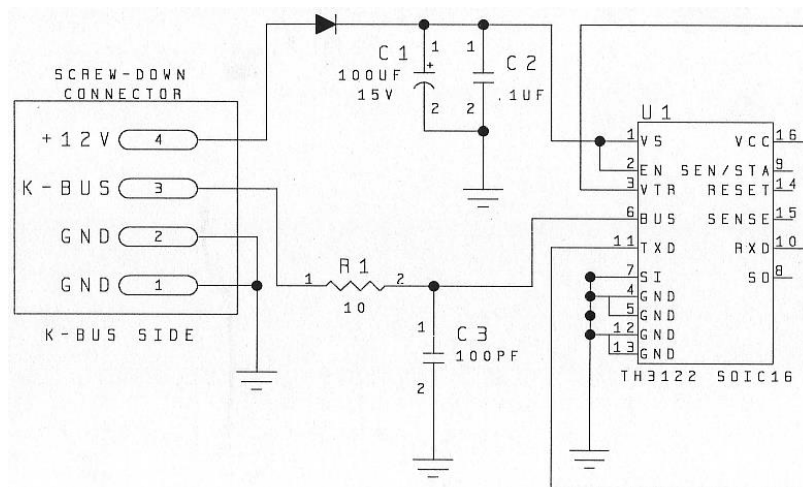 SCREW-DOWN
CONNECTOR
+12V 4
K-BUS 3
GND 2
GND 1
K-BUS SIDE
C1
100UF
15V
1
+
2
1
C2
.1UF
2
R1
1 2
10
1
C3
100PF
2
U1
1 VS VCC 16
2 EN SEN/STA 9
3 VTR RESET 14
6 BUS SENSE 15
11 TXD RXD 10
7 SI SO 8
4 GND
5 GND
12 GND
13 GND
TH3122 SOIC16